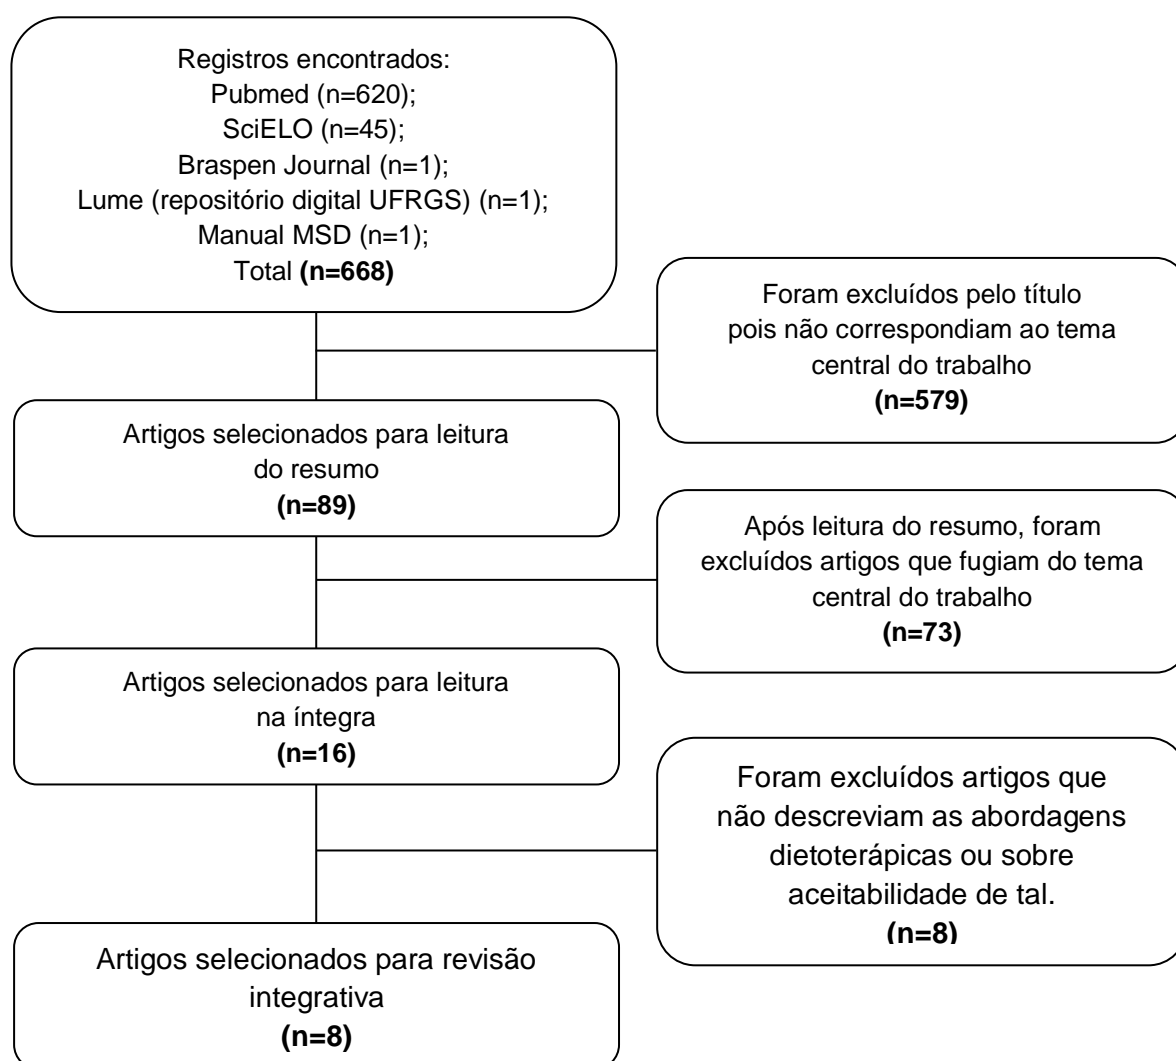 Registros encontrados:
Pubmed (n=620);
SciELO (n=45);
Braspen Journal (n=1);
Lume (repositório digital UFRGS) (n=1);
Manual MSD (n=1);
Total (n=668)
Foram excluídos pelo título
pois não correspondiam ao tema
central do trabalho
(n=579)
Artigos selecionados para leitura
do resumo
(n=89)
Após leitura do resumo, foram
excluídos artigos que fugiam do tema
central do trabalho
(n=73)
Artigos selecionados para leitura
na íntegra
(n=16)
Foram excluídos artigos que
não descreviam as abordagens
dietoterápicas ou sobre
aceitabilidade de tal.
(n=8)
Artigos selecionados para revisão
integrativa
(n=8)